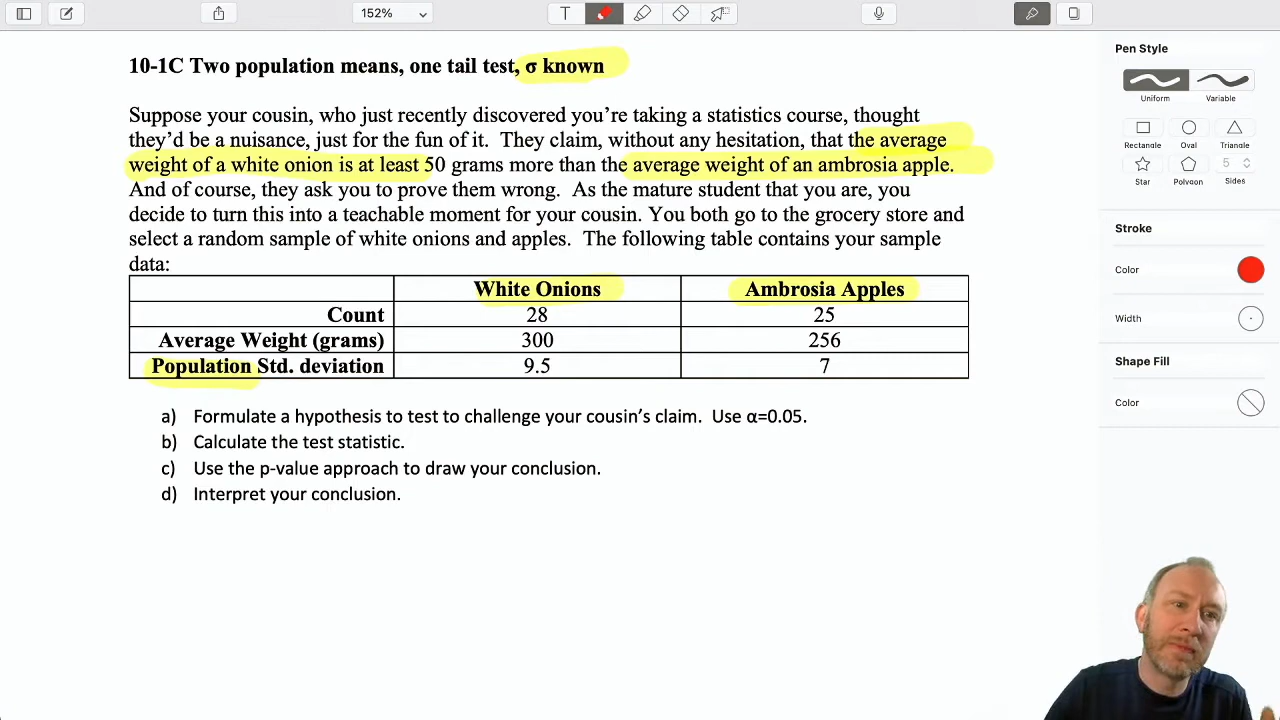 152%
T
10-1C Two population means, one tail test, σ known
Suppose your cousin, who just recently discovered you're taking a statistics course, thought
they'd be a nuisance, just for the fun of it. They claim, without any hesitation, that the average
weight of a white onion is at least 50 grams more than the average weight of an ambrosia apple.
And of course, they ask you to prove them wrong. As the mature student that you are, you
decide to turn this into a teachable moment for your cousin. You both go to the grocery store and
select a random sample of white onions and apples. The following table contains your sample
data:
White Onions Ambrosia Apples
Count 28 25
Average Weight (grams) 300 256
Population Std. deviation 9.5 7
a) Formulate a hypothesis to test to challenge your cousin's claim. Use α=0.05.
b) Calculate the test statistic.
c) Use the p-value approach to draw your conclusion.
d) Interpret your conclusion.
Pen Style
Uniform Variable
Rectangle Oval Triangle
5
Star Polygon Sides
Stroke
Color
Width
Shape Fill
Color